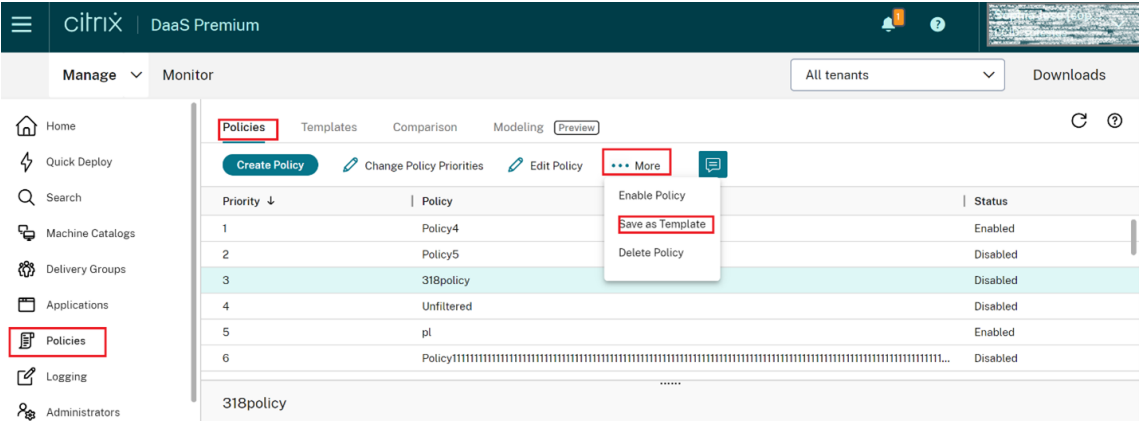 citrix DaaS Premium 1
Manage Monitor All tenants Downloads
Home
Quick Deploy
Search
Machine Catalogs
Delivery Groups
Applications
Policies
Logging
Administrators
Policies Templates Comparison Modeling Preview
Create Policy Change Policy Priorities Edit Policy More
Enable Policy
Save as Template
Delete Policy
Priority Policy Status
1 Policy4 Enabled
2 Policy5 Disabled
3 318policy Disabled
4 Unfiltered Disabled
5 pl Enabled
6 Disabled
318policy